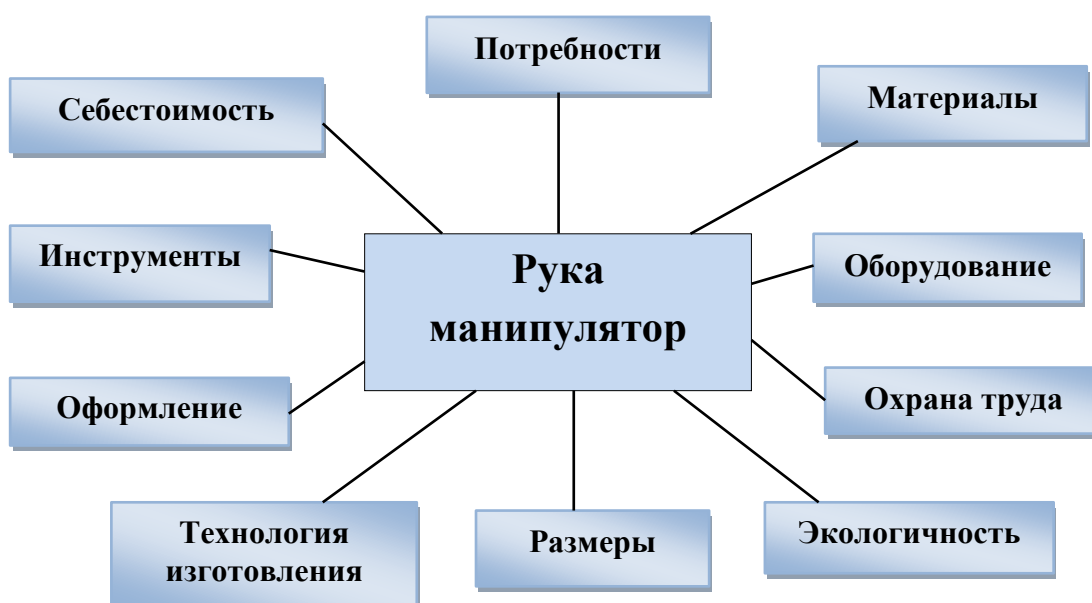 Потребности
Себестоимость
Материалы
Инструменты
Рука
манипулятор
Оборудование
Оформление
Охрана труда
Технология
изготовления
Размеры
Экологичность